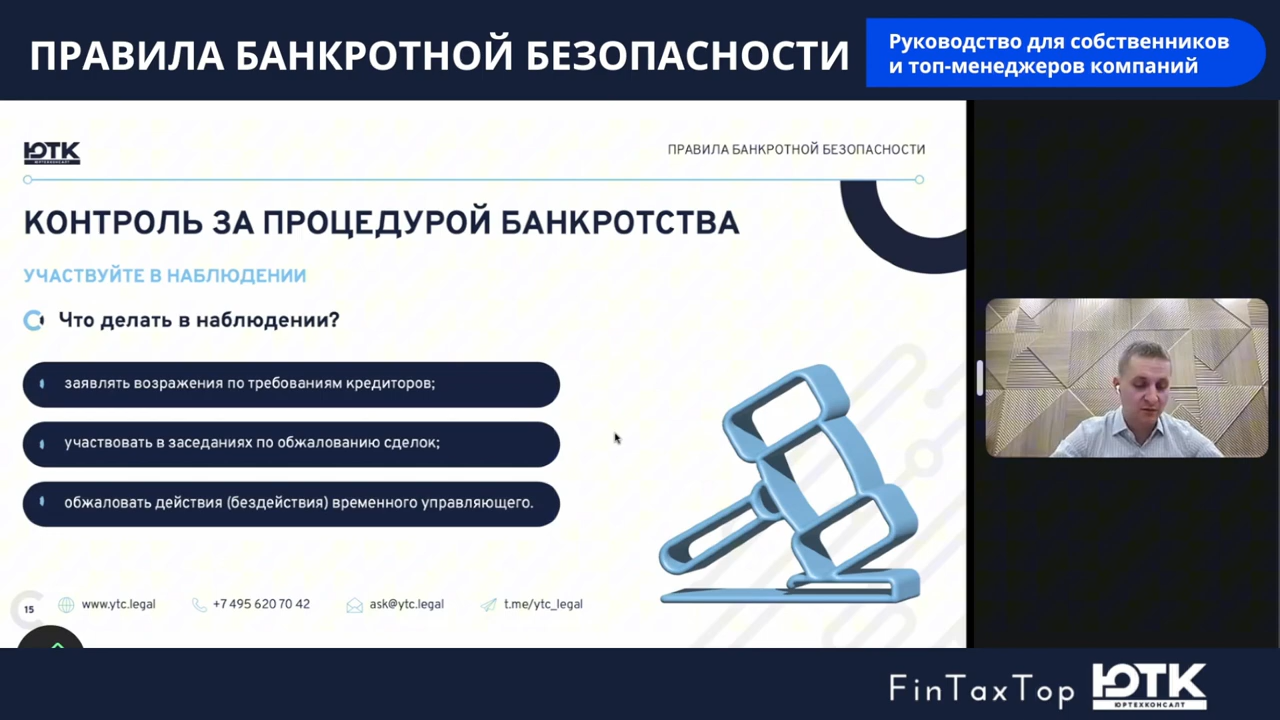 ПРАВИЛА БАНКРОТНОЙ БЕЗОПАСНОСТИ
Руководство для собственников
и топ-менеджеров компаний
ЮТК
ЮРТЕХКОНСАЛТ
ПРАВИЛА БАНКРОТНОЙ БЕЗОПАСНОСТИ
КОНТРОЛЬ ЗА ПРОЦЕДУРОЙ БАНКРОТСТВА
УЧАСТВУЙТЕ В НАБЛЮДЕНИИ
Что делать в наблюдении?
заявлять возражения по требованиям кредиторов;
участвовать в заседаниях по обжалованию сделок;
обжаловать действия (бездействия) временного управляющего.
15
www.ytc.legal
+7 495 620 70 42
ask@ytc.legal
t.me/ytc_legal
FinTaxTop
ЮТК
ЮРТЕХКОНСАЛТ